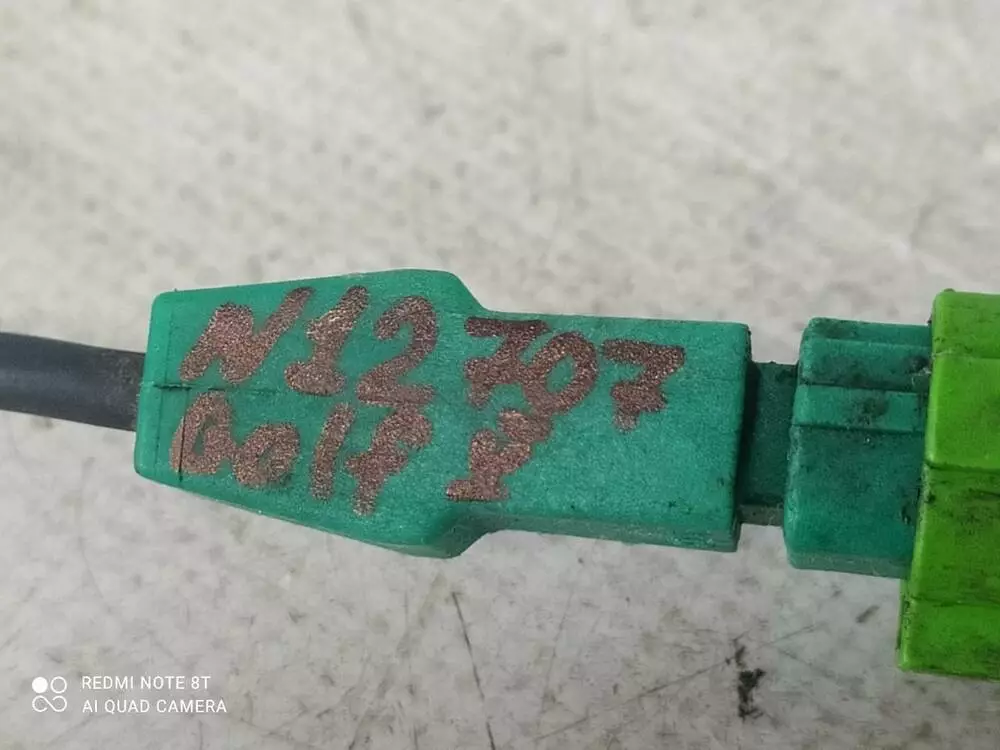 N12707
Golf
REDMI NOTE 8T
AI QUAD CAMERA